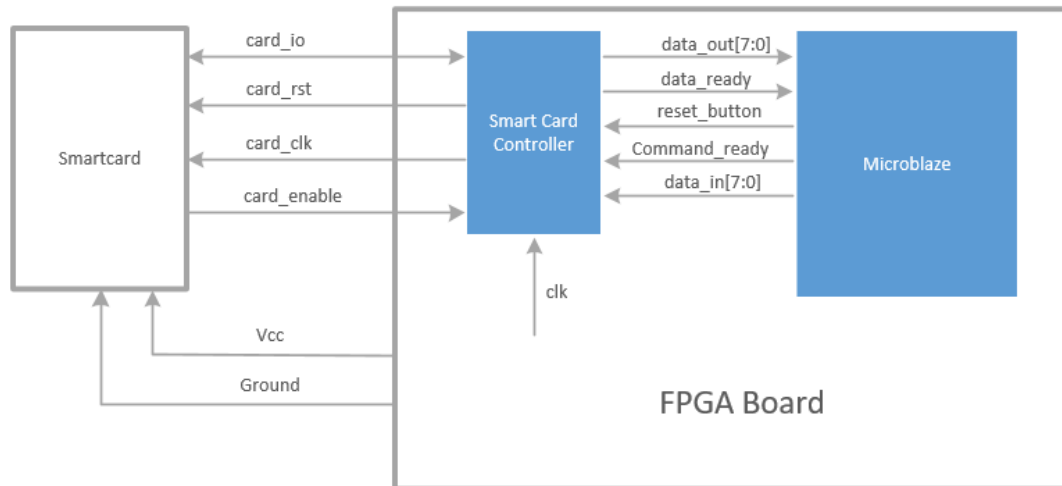 card_io
card_rst
card_clk
card_enable
Smartcard
Smart Card
Controller
data_out[7:0]
data_ready
reset_button
Command_ready
data_in[7:0]
Microblaze
clk
Vcc
Ground
FPGA Board